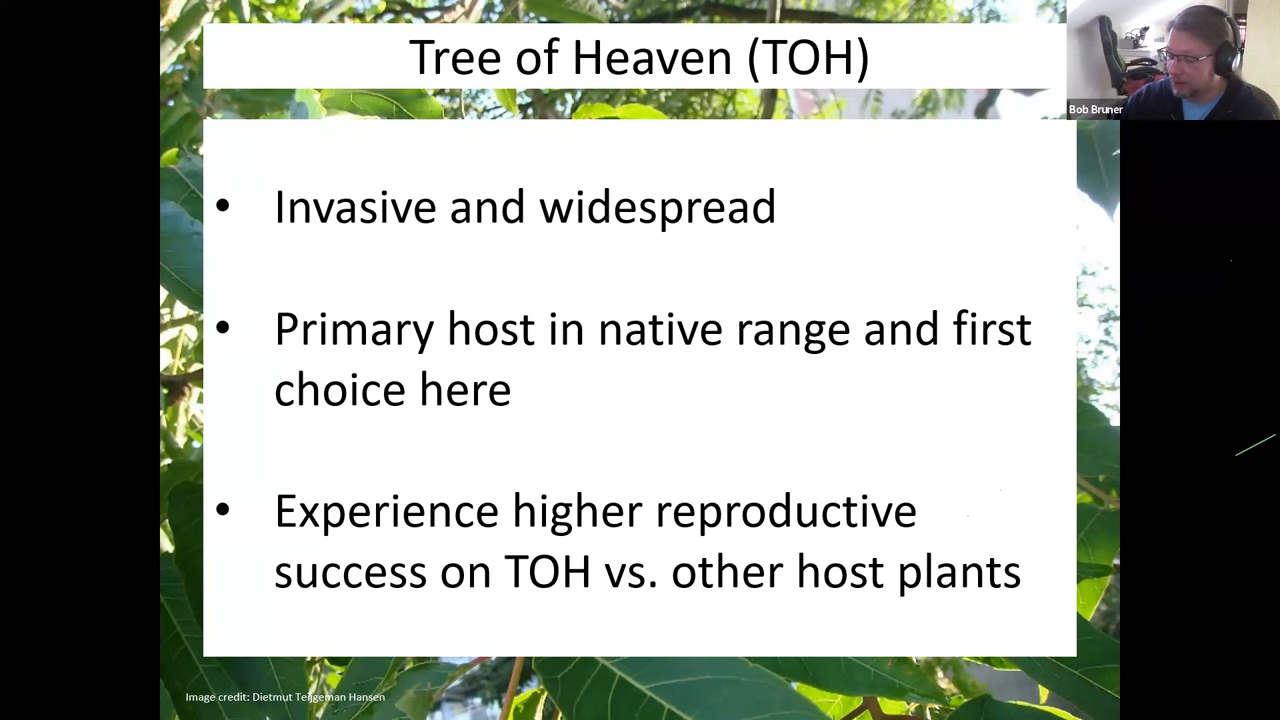 Tree of Heaven (TOH)
Bob Bruner
• Invasive and widespread
• Primary host in native range and first
choice here
• Experience higher reproductive
success on TOH vs. other host plants
Image credit: Dietmut Teijgeman Hansen